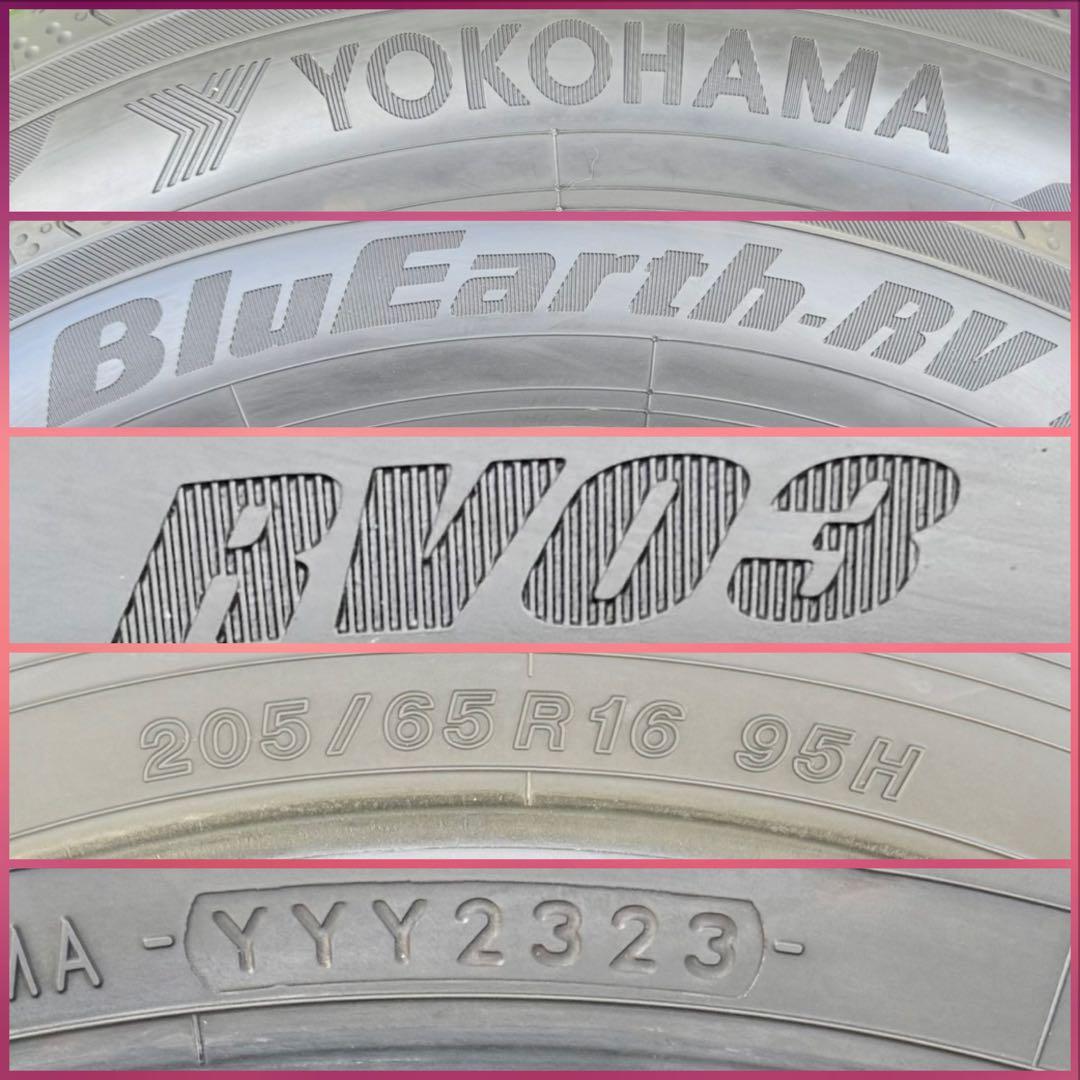 YOKOHAMA
BluEarth-RV
RV03
205/65R16 95H
MA -YYY2323-